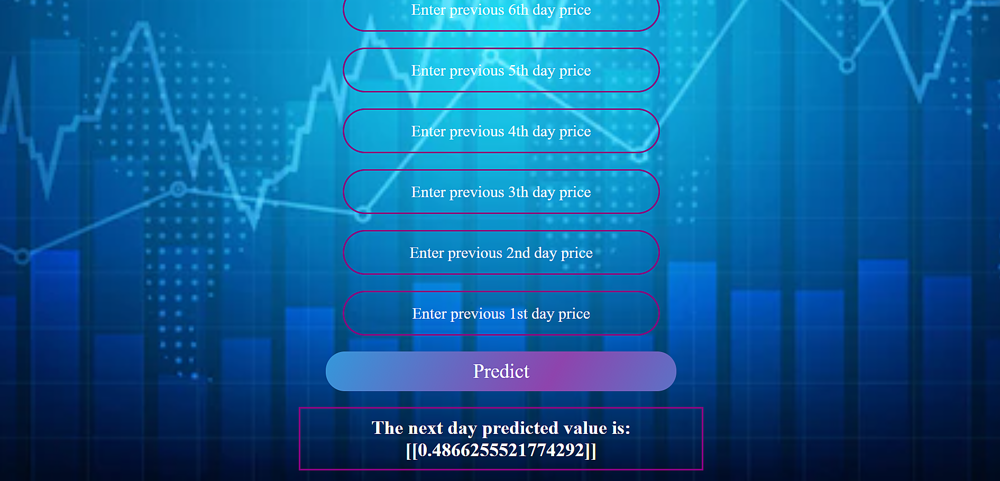 Enter previous 6th day price
Enter previous 5th day price
Enter previous 4th day price
Enter previous 3th day price
Enter previous 2nd day price
Enter previous 1st day price
Predict
The next day predicted value is:
[[0.4866255521774292]]